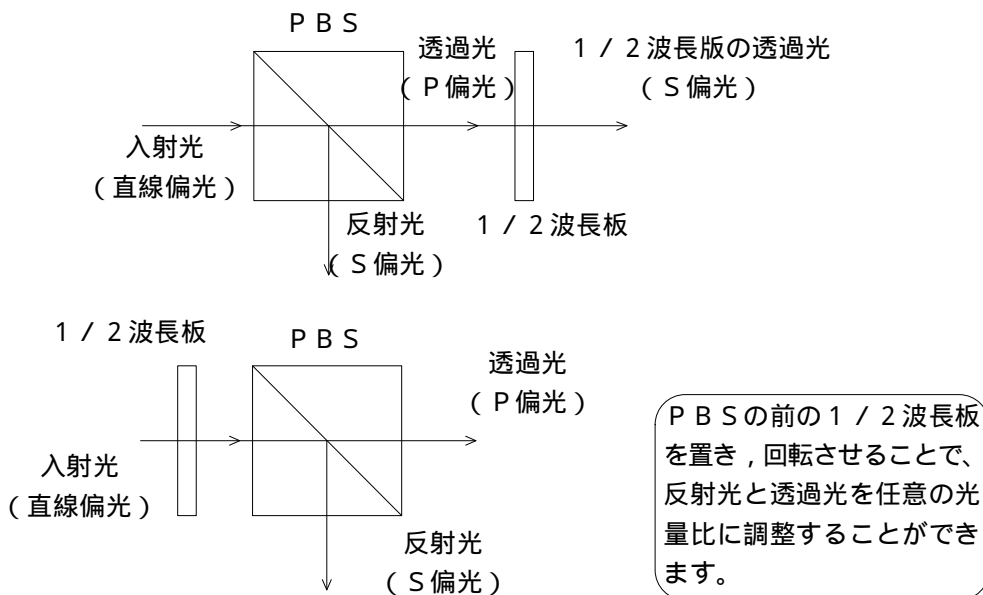 ＰＢＳ
透過光
（Ｐ偏光）
１／２波長版の透過光
（Ｓ偏光）
入射光
（直線偏光）
反射光
（Ｓ偏光）
１／２波長板
１／２波長板
ＰＢＳ
透過光
（Ｐ偏光）
入射光
（直線偏光）
反射光
（Ｓ偏光）
ＰＢＳの前の１／２波長板
を置き，回転させることで、
反射光と透過光を任意の光
量比に調整することができ
ます。